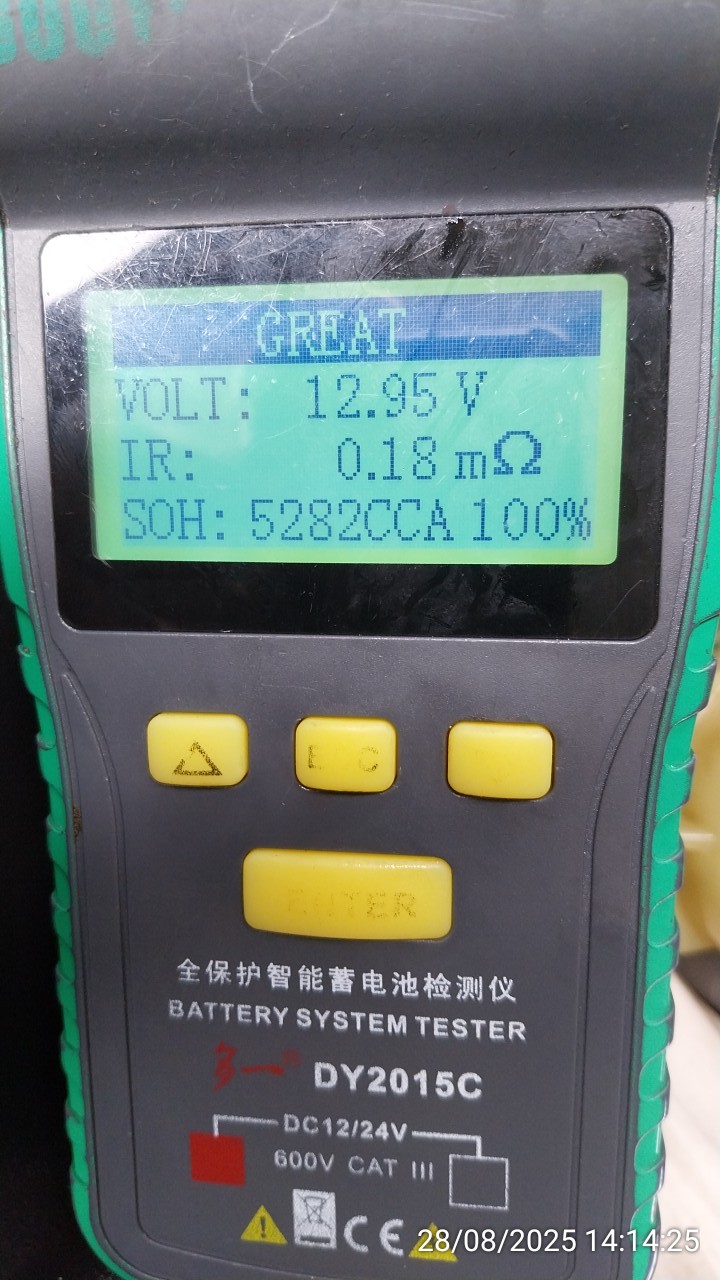 GREAT
VOLT: 12.95 V
IR: 0.18 mΩ
SOH: 5282CCA 100%
E C
ENTER
全保护智能蓄电池检测仪
BATTERY SYSTEM TESTER
DY2015C
DC12/24V
600V CAT III
CE
28/08/2025 14:14:25